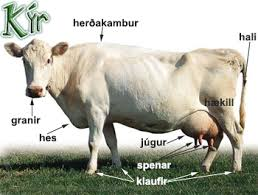 Kýr
herðakambur
hali
granir
hes
hækill
júgur
spenar
klaufir